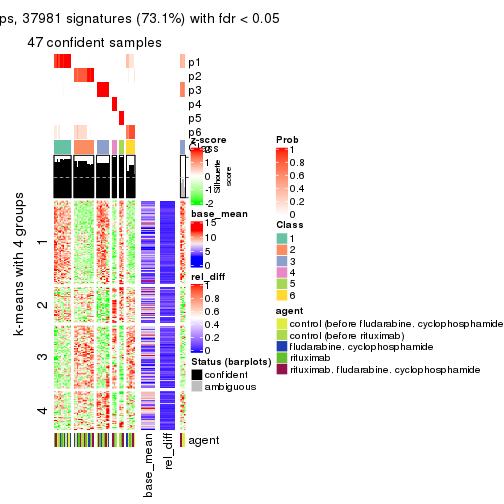 ps, 37981 signatures (73.1%) with fdr < 0.05
47 confident samples
p1
p2
p3
p4
p5
p6
Class
1
0.5
0
Silhouette
score
k-means with 4 groups
1
2
3
4
base_mean
rel_diff
agent
z-score
2
1
0
-1
-2
base_mean
15
10
5
0
rel_diff
1
0.8
0.6
0.4
0.2
0
Status (barplots)
confident
ambiguous
Prob
1
0.8
0.6
0.4
0.2
0
Class
1
2
3
4
5
6
agent
control (before fludarabine. cyclophosphamide
control (before rituximab)
fludarabine. cyclophosphamide
rituximab
rituximab. fludarabine. cyclophosphamide